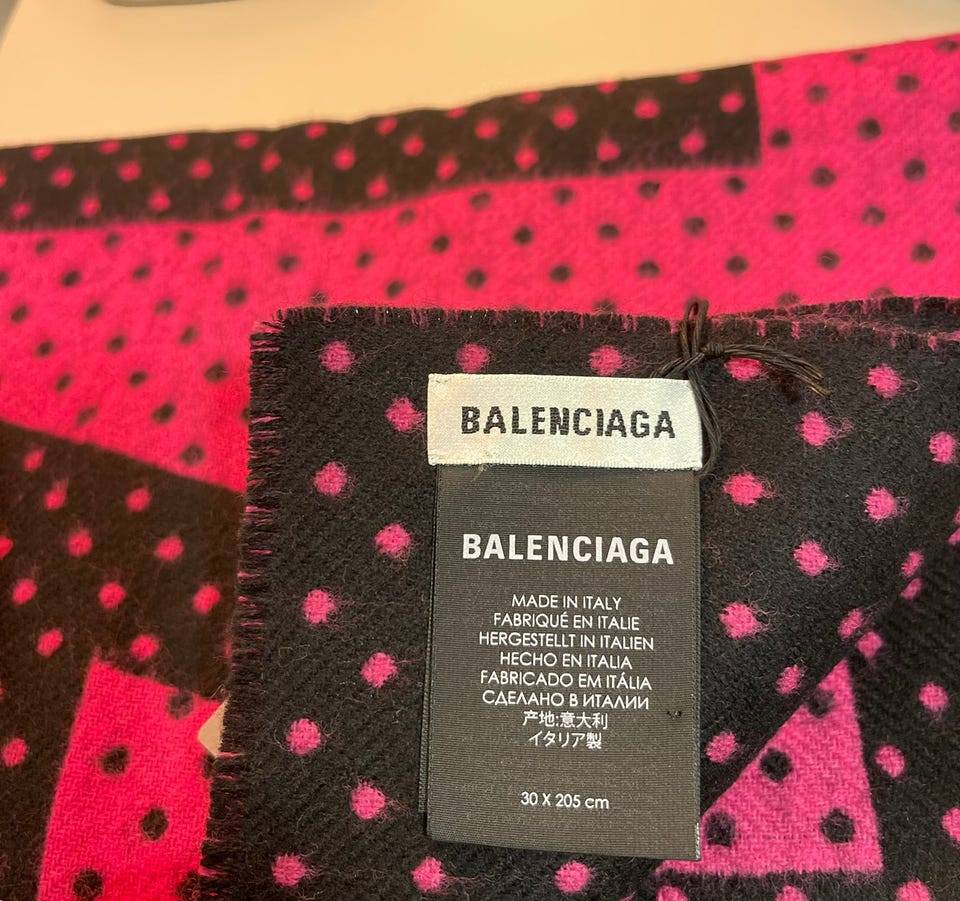 BALENCIAGA
BALENCIAGA
MADE IN ITALY
FABRIQUÉ EN ITALIE
HERGESTELLT IN ITALIEN
HECHO EN ITALIA
FABRICADO EM ITÁLIA
СДЕЛАНО В ИТАЛИИ
产地:意大利
イタリア製
30 X 205 cm